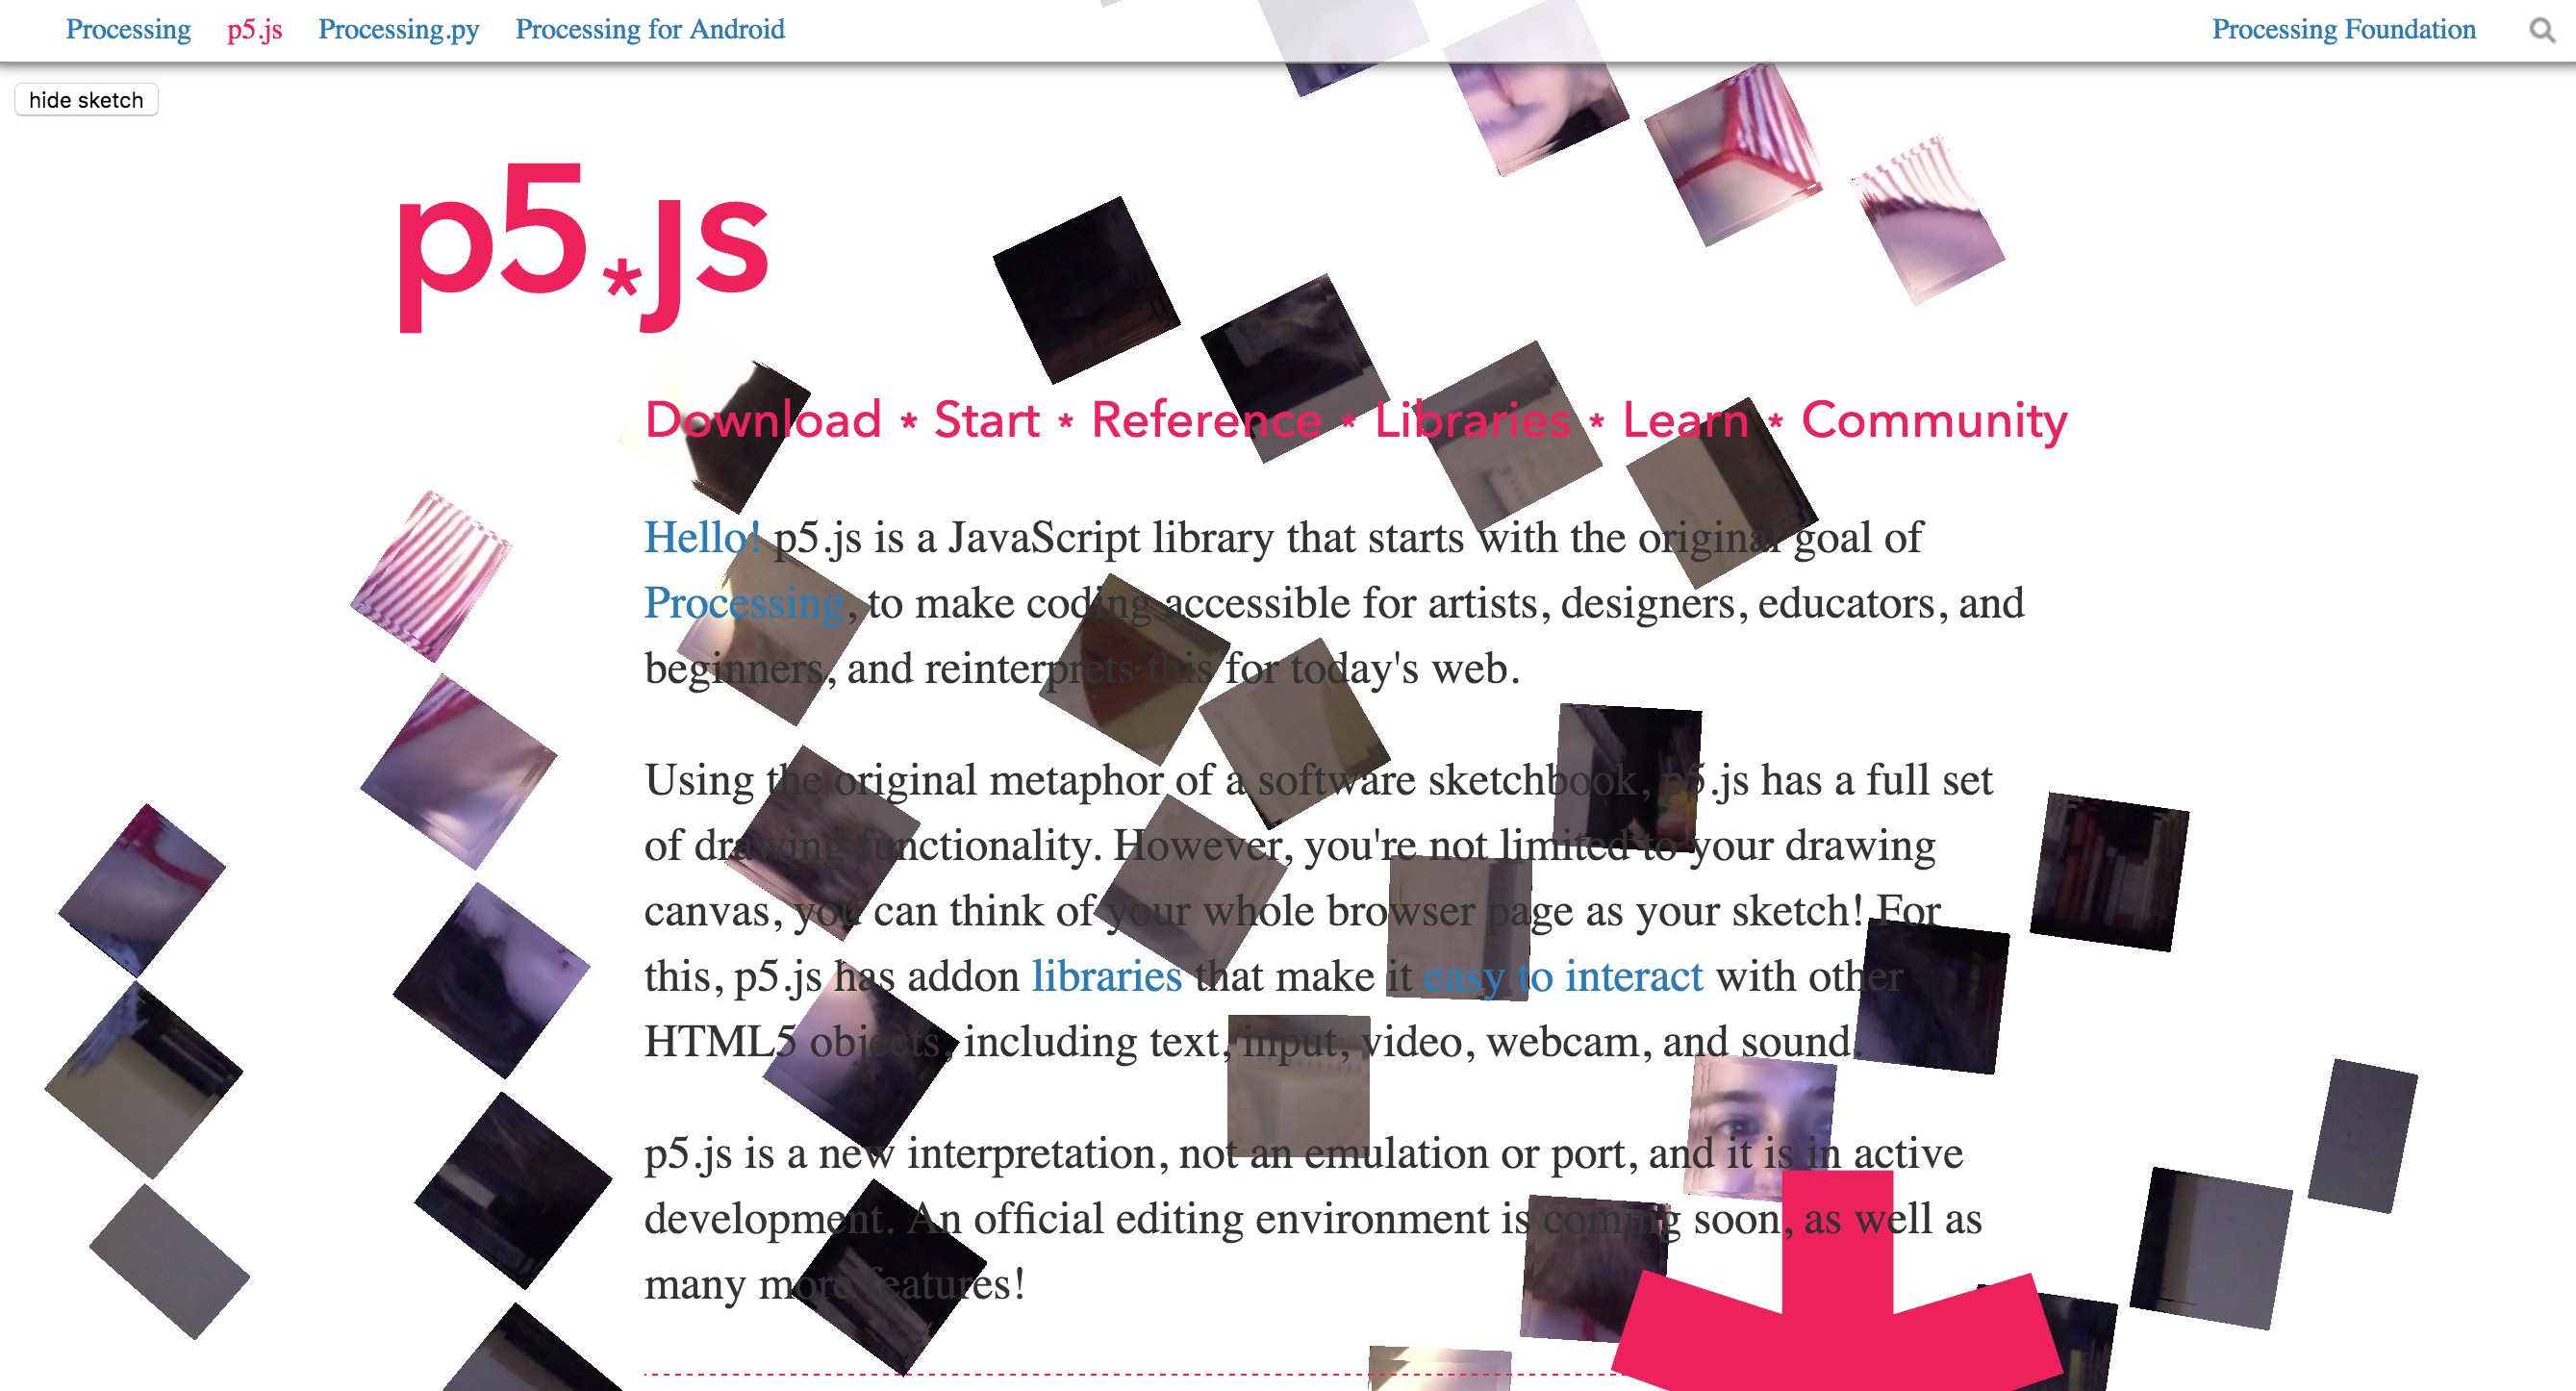 Processing p5.js Processing.py Processing for Android Processing Foundation
hide sketch
p5*js
Download * Start * Reference * Libraries * Learn * Community
Hello! p5.js is a JavaScript library that starts with the original goal of
Processing, to make coding accessible for artists, designers, educators, and
beginners, and reinterprets this for today's web.
Using the original metaphor of a software sketchbook, p5.js has a full set
of drawing functionality. However, you're not limited to your drawing
canvas, you can think of your whole browser page as your sketch! For
this, p5.js has addon libraries that make it easy to interact with other
HTML5 objects, including text, input, video, webcam, and sound.
p5.js is a new interpretation, not an emulation or port, and it is in active
development. An official editing environment is coming soon, as well as
many more features!